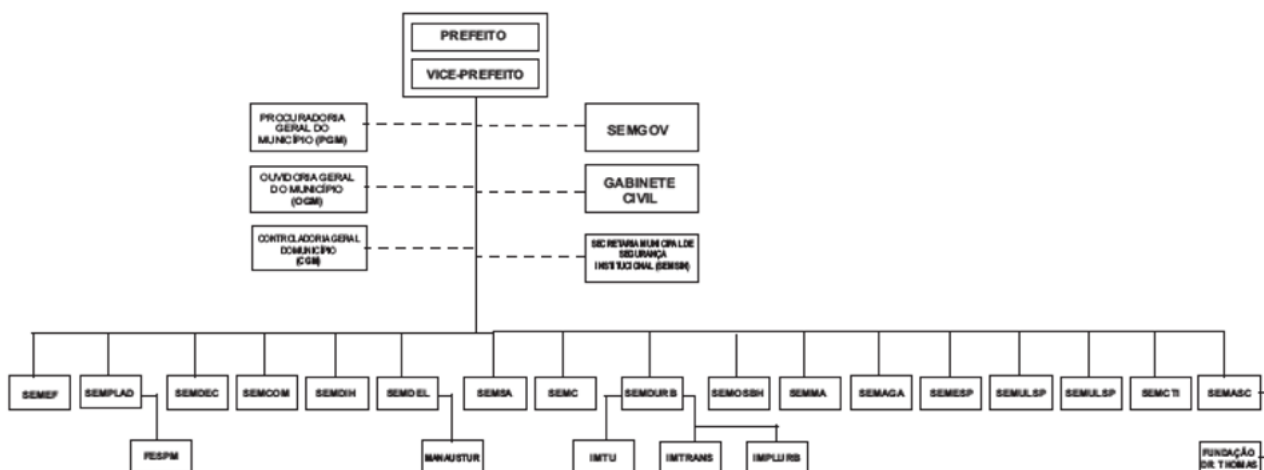 PREFEITO
VICE-PREFEITO
PROCURADORIA
GERAL DO
MUNICÍPIO (PGM)
SEMGOV
OUVIDORIA GERAL
DO MUNICÍPIO
(OGM)
GABINETE
CIVIL
CONTROLADORIA GERAL
DO MUNICÍPIO
(CGM)
SECRETARIA MUNICIPAL DE
SEGURANÇA
INSTITUCIONAL (SEMSIN)
SEMEF
SEMPLAD
SEMDEC
SEMCOM
SEMDIH
SEMDEL
SEMSA
SEMC
SEMDURB
SEMOSBH
SEMMA
SEMAGA
SEMESP
SEMULSP
SEMULSP
SEMCTI
SEMASC
FESPM
MANAUSTUR
IMTU
IMTRANS
IMPLURB
FUNDAÇÃO
DR. THOMAS